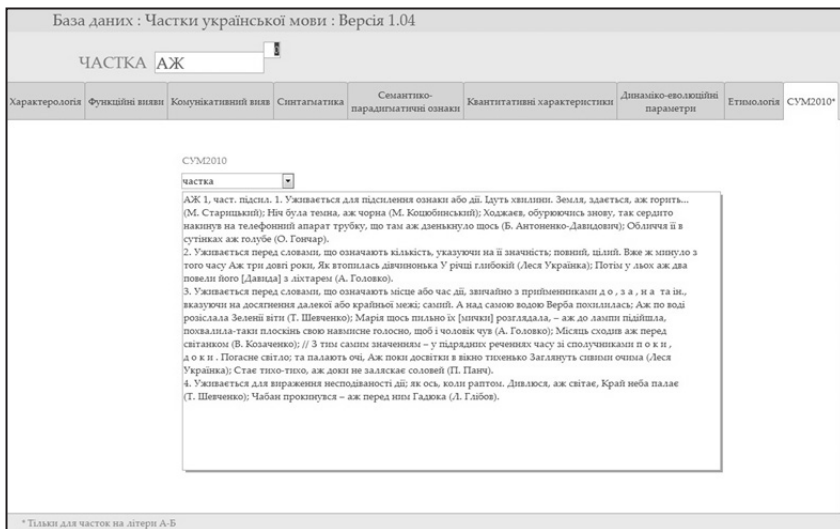 База даних : Частки української мови : Версія 1.04
ЧАСТКА АЖ
Характерологія Функційні вияви Комунікативний вияв Синтагматика Семантико-парадигматичні ознаки Квантитативні характеристики Динаміко-еволюційні параметри Етимологія СУМ2010*
СУМ2010
частка
АЖ 1, част. підсил. 1. Уживається для підсилення ознаки або дії. Ідуть хвилини. Земля, здається, аж горить...
(М. Старицький); Ніч була темна, аж чорна (М. Коцюбинський); Ходжаєв, обурюючись знову, так сердито
накинув на телефонний апарат трубку, що там аж дзенькнуло щось (Б. Антоненко-Давидович); Обличчя її в
сутінках аж голубе (О. Гончар).
2. Уживається перед словами, що означають кількість, указуючи на її значність; повний, цілий. Вже ж минуло з
того часу Аж три довгі роки, Як втопилась дівчинонька У річці глибокій (Леся Українка); Потім у льох аж два
повели його [Давида] з ліхтарем (А. Головко).
3. Уживається перед словами, що означають місце або час дії, звичайно з прийменниками д о , з а , н а та ін.,
вказуючи на досягнення далекої або крайньої межі; самий. А над самою водою Верба похилилась; Аж по воді
розіслала Зеленії віти (Т. Шевченко); Марія щось пильно їх [мички] розглядала, – аж до лампи підійшла,
похвалила-таки плоскінь свою навмисне голосно, щоб і чоловік чув (А. Головко); Місяць сходив аж перед
світанком (В. Козаченко); // З тим самим значенням – у підрядних реченнях часу зі сполучниками п о к и ,
д о к и . Погасне світло; та палають очі, Аж поки досвітки в вікно тихенько Заглянуть сивими очима (Леся
Українка); Стає тихо-тихо, аж доки не заляскає соловей (П. Панч).
4. Уживається для вираження несподіваності дії; як ось, коли раптом. Дивлюся, аж світає, Край неба палає
(Т. Шевченко); Чабан прокинувся – аж перед ним Гадюка (Л. Глібов).
* Тільки для часток на літери А-Б